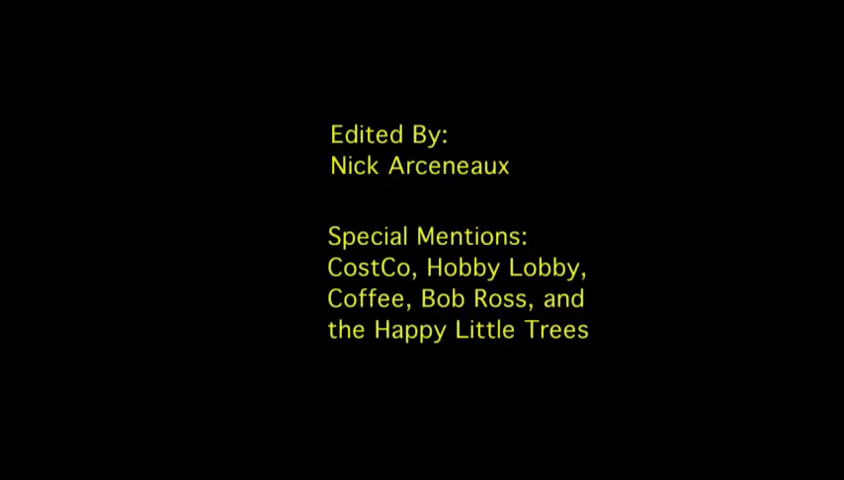 Edited By:
Nick Arceneaux
Special Mentions:
CostCo, Hobby Lobby,
Coffee, Bob Ross, and
the Happy Little Trees